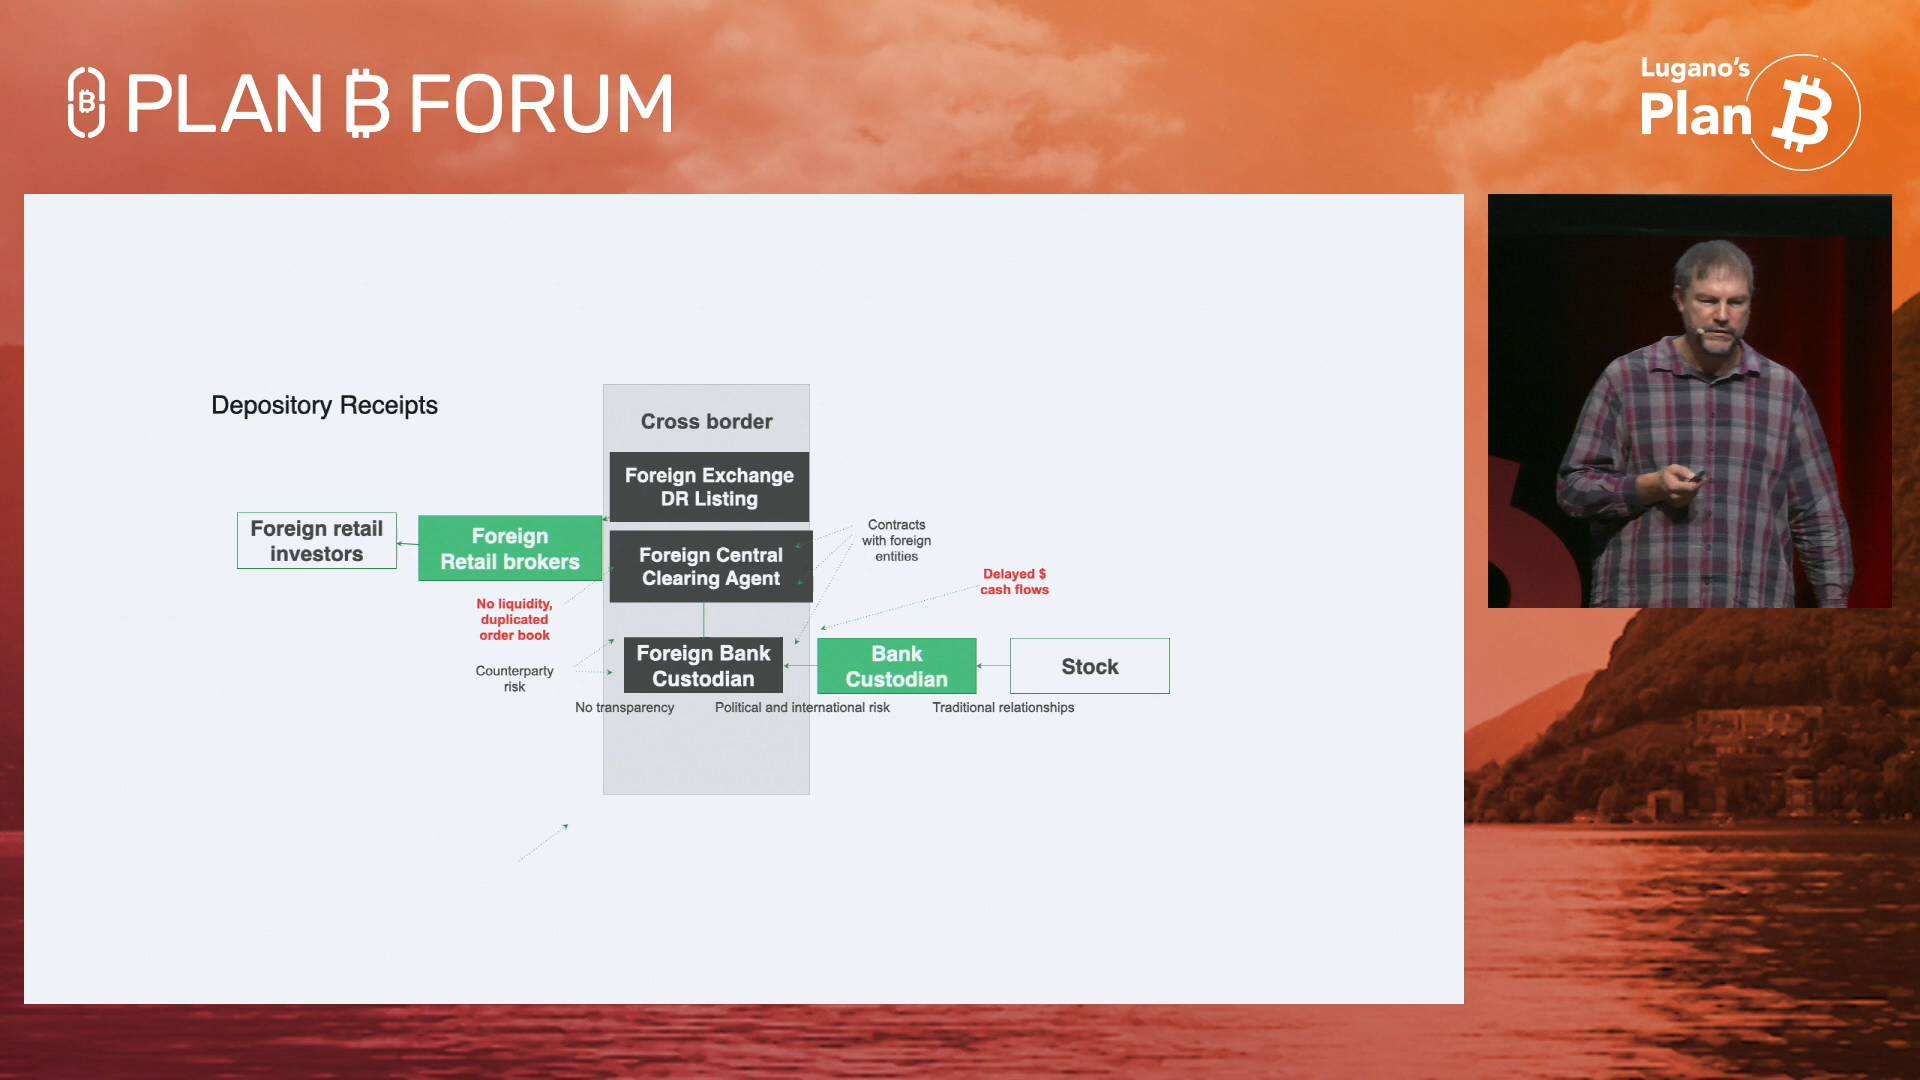 PLAN ₿ FORUM
Lugano's
Plan ₿
Depository Receipts
Cross border
Foreign Exchange
DR Listing
Foreign retail
investors
Foreign
Retail brokers
Foreign Central
Clearing Agent
Contracts
with foreign
entities
Delayed $
cash flows
No liquidity,
duplicated
order book
Counterparty
risk
Foreign Bank
Custodian
Bank
Custodian
Stock
No transparency
Political and international risk
Traditional relationships